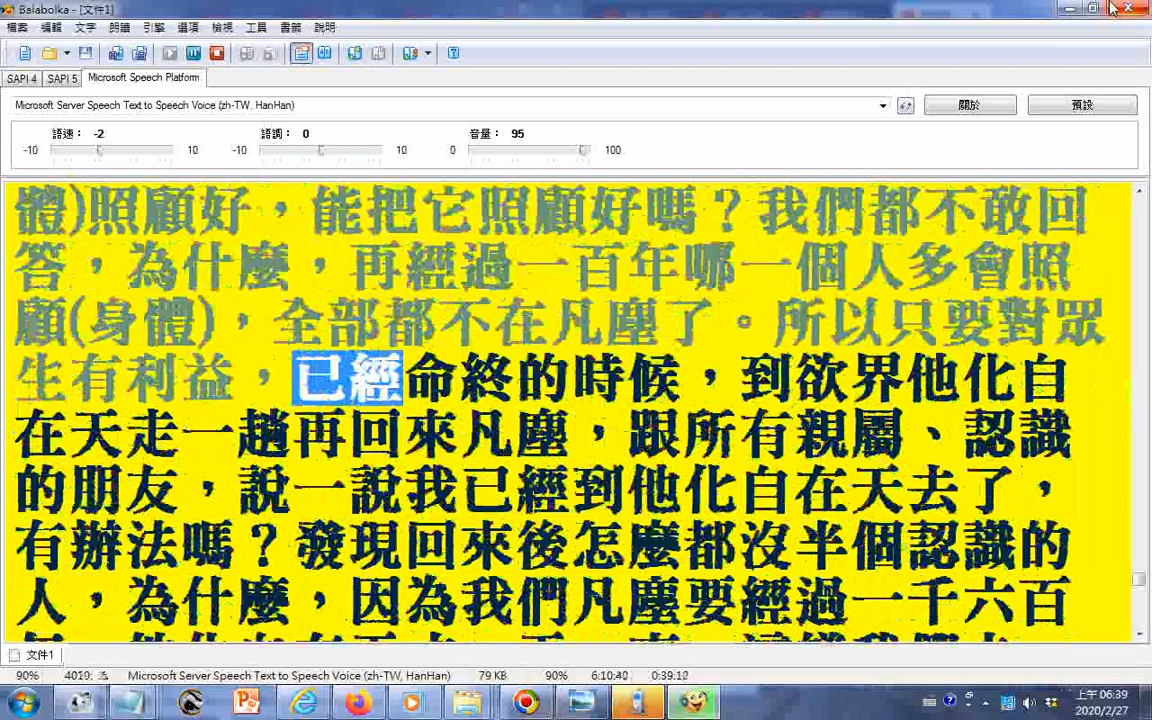 Balabolka - [文件1]
檔案 編輯 文字 朗讀 引擎 選項 檢視 工具 書籤 說明
SAPI 4 SAPI 5 Microsoft Speech Platform
Microsoft Server Speech Text to Speech Voice (zh-TW, HanHan) 關於 預設
語速： -2 語調： 0 音量： 95
-10 10 -10 10 0 100
體)照顧好，能把它照顧好嗎？我們都不敢回
答，為什麼，再經過一百年哪一個人多會照
顧(身體)，全部都不在凡塵了。所以只要對眾
生有利益，已經命終的時候，到欲界他化自
在天走一趟再回來凡塵，跟所有親屬、認識
的朋友，說一說我已經到他化自在天去了，
有辦法嗎？發現回來後怎麼都沒半個認識的
人，為什麼，因為我們凡塵要經過一千六百
文件1
90% Microsoft Server Speech Text to Speech Voice (zh-TW, HanHan) 79 KB 90% 6:10:40 0:39:10
上午 06:39
2020/2/27